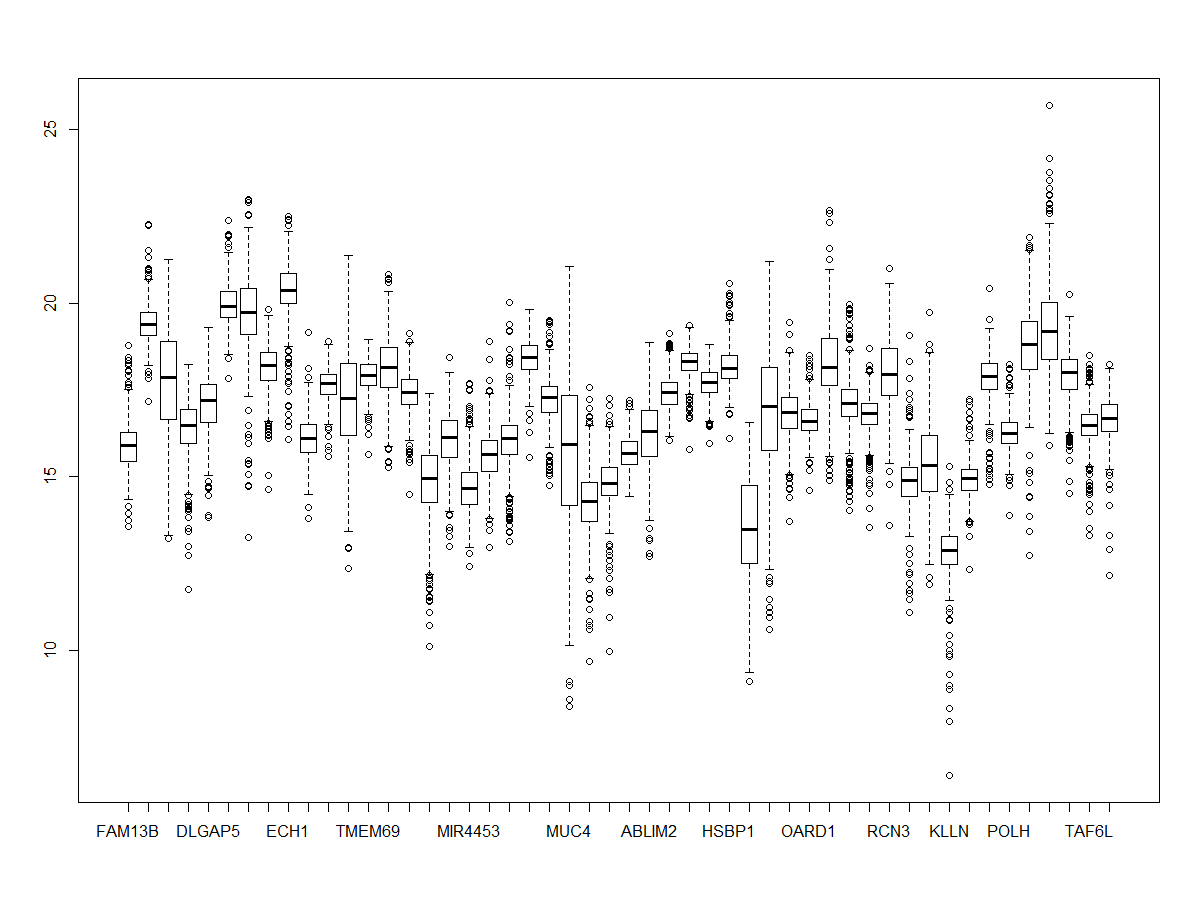 25
20
15
10
FAM13B DLGAP5 ECH1 TMEM69 MIR4453 MUC4 ABLIM2 HSBP1 OARD1 RCN3 KLLN POLH TAF6L